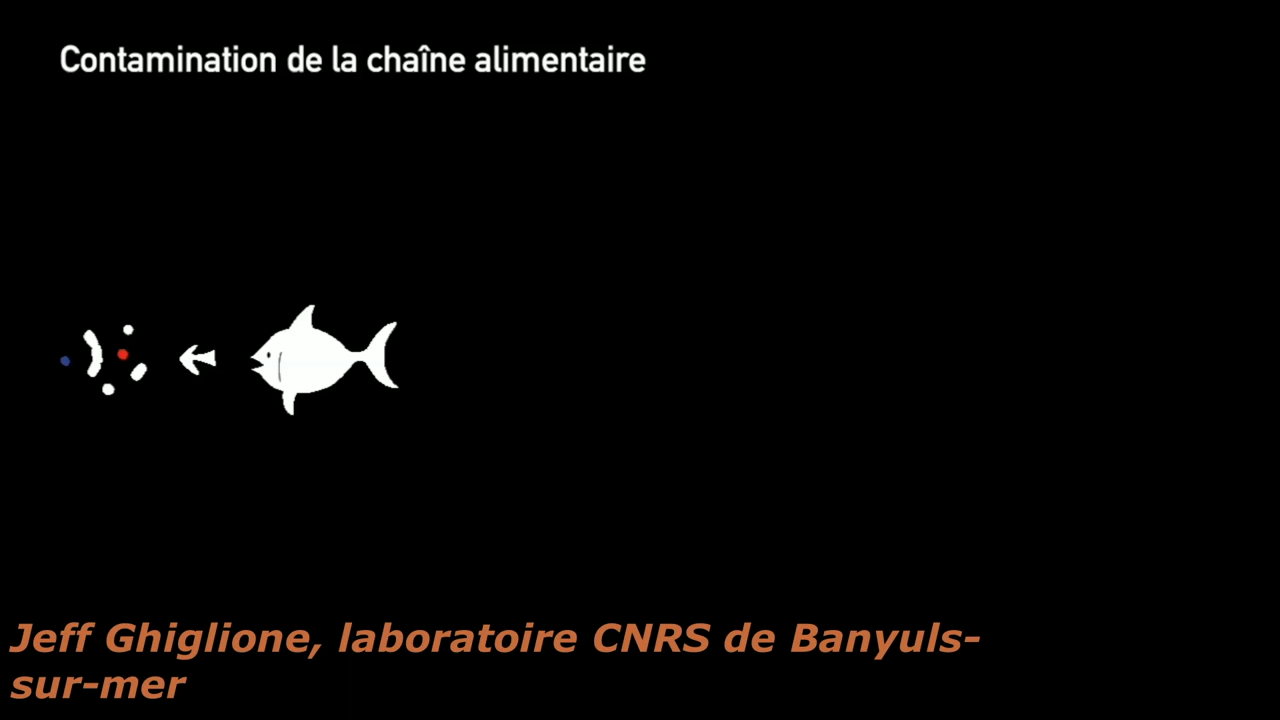 Contamination de la chaîne alimentaire
Jeff Ghiglione, laboratoire CNRS de Banyuls-
sur-mer